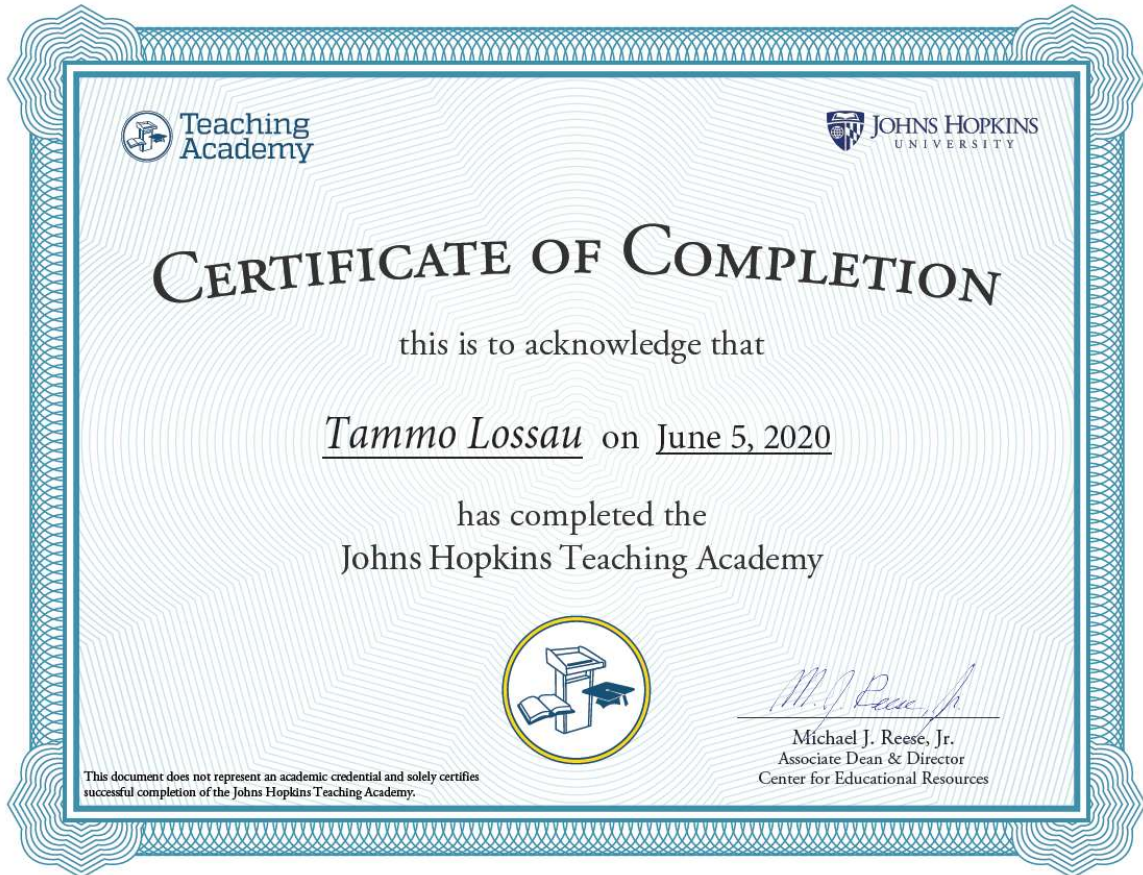 Teaching
Academy
JOHNS HOPKINS
UNIVERSITY
CERTIFICATE OF COMPLETION
this is to acknowledge that
Tammo Lossau on June 5, 2020
has completed the
Johns Hopkins Teaching Academy
M. J. Reese, Jr.
Michael J. Reese, Jr.
Associate Dean & Director
Center for Educational Resources
This document does not represent an academic credential and solely certifies
successful completion of the Johns Hopkins Teaching Academy.